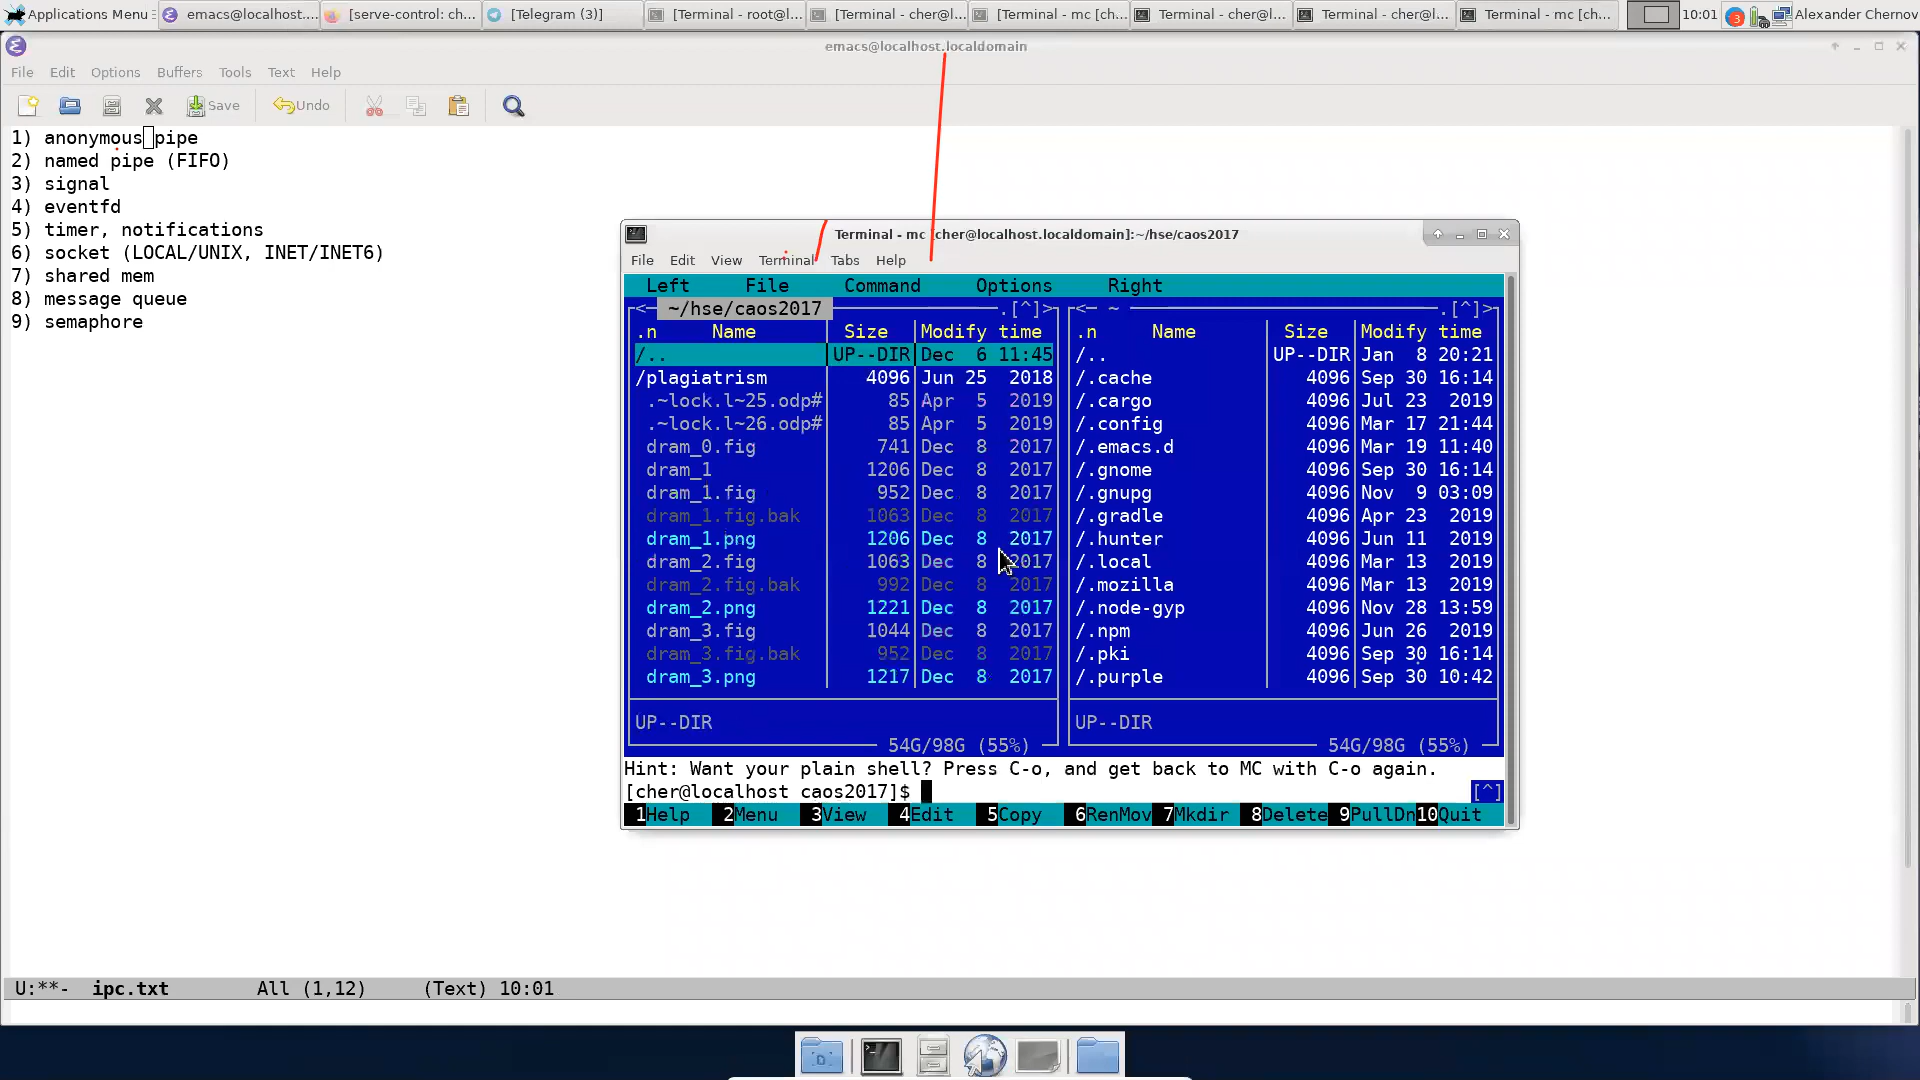 Applications Menu
emacs@localhost....
[serve-control: ch...
[Telegram (3)]
[Terminal - root@l...
[Terminal - cher@l...
[Terminal - mc [ch...
Terminal - cher@l...
Terminal - cher@l...
Terminal - mc [ch...
10:01
3
Alexander Chernov
emacs@localhost.localdomain
File Edit Options Buffers Tools Text Help
Save Undo
1) anonymous pipe
2) named pipe (FIFO)
3) signal
4) eventfd
5) timer, notifications
6) socket (LOCAL/UNIX, INET/INET6)
7) shared mem
8) message queue
9) semaphore
Terminal - mc [cher@localhost.localdomain]:~/hse/caos2017
File Edit View Terminal Tabs Help
Left File Command Options Right
<─ ~/hse/caos2017 .[^]> <─ ~ .[^]>
.n Name Size Modify time .n Name Size Modify time
/.. UP--DIR Dec 6 11:45 /.. UP--DIR Jan 8 20:21
/plagiatrism 4096 Jun 25 2018 /.cache 4096 Sep 30 16:14
.~lock.l~25.odp# 85 Apr 5 2019 /.cargo 4096 Jul 23 2019
.~lock.l~26.odp# 85 Apr 5 2019 /.config 4096 Mar 17 21:44
dram_0.fig 741 Dec 8 2017 /.emacs.d 4096 Mar 19 11:40
dram_1 1206 Dec 8 2017 /.gnome 4096 Sep 30 16:14
dram_1.fig 952 Dec 8 2017 /.gnupg 4096 Nov 9 03:09
dram_1.fig.bak 1063 Dec 8 2017 /.gradle 4096 Apr 23 2019
dram_1.png 1206 Dec 8 2017 /.hunter 4096 Jun 11 2019
dram_2.fig 1063 Dec 8 2017 /.local 4096 Mar 13 2019
dram_2.fig.bak 992 Dec 8 2017 /.mozilla 4096 Mar 13 2019
dram_2.png 1221 Dec 8 2017 /.node-gyp 4096 Nov 28 13:59
dram_3.fig 1044 Dec 8 2017 /.npm 4096 Jun 26 2019
dram_3.fig.bak 952 Dec 8 2017 /.pki 4096 Sep 30 16:14
dram_3.png 1217 Dec 8 2017 /.purple 4096 Sep 30 10:42
UP--DIR UP--DIR
54G/98G (55%) 54G/98G (55%)
Hint: Want your plain shell? Press C-o, and get back to MC with C-o again.
[cher@localhost caos2017]$ [^]
1Help 2Menu 3View 4Edit 5Copy 6RenMov 7Mkdir 8Delete 9PullDn 10Quit
U:**- ipc.txt All (1,12) (Text) 10:01